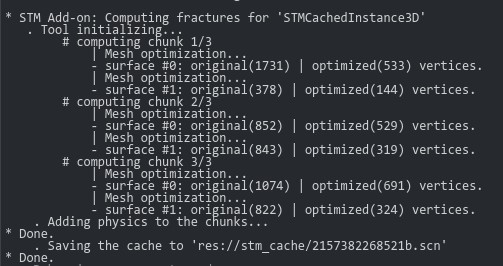 * STM_Add-on: Computing fractures for 'STMCachedInstance3D'
. Tool initializing...
# computing chunk 1/3
| Mesh optimization...
- surface #0: original(1731) | optimized(533) vertices.
| Mesh optimization...
- surface #1: original(378) | optimized(144) vertices.
# computing chunk 2/3
| Mesh optimization...
- surface #0: original(852) | optimized(529) vertices.
| Mesh optimization...
- surface #1: original(843) | optimized(319) vertices.
# computing chunk 3/3
| Mesh optimization...
- surface #0: original(1074) | optimized(691) vertices.
| Mesh optimization...
- surface #1: original(822) | optimized(324) vertices.
. Adding physics to the chunks...
* Done.
. Saving the cache to 'res://stm_cache/2157382268521b.scn'
* Done.